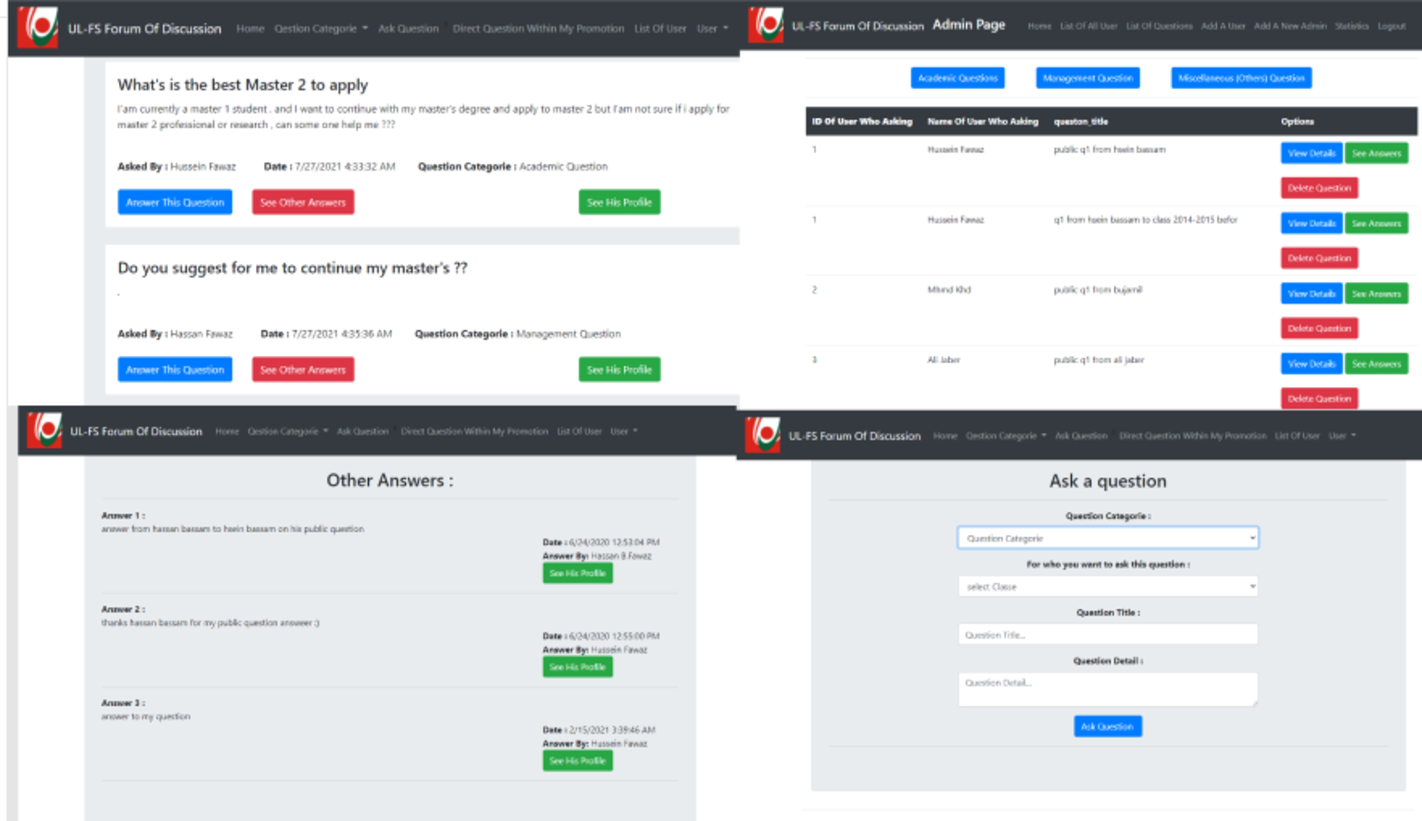 UL-FS Forum Of Discussion Home Qestion Categorie Ask Question Direct Question Within My Promotion List Of User User
What's is the best Master 2 to apply
I'am currently a master 1 student . and I want to continue with my master's degree and apply to master 2 but I'am not sure if i apply for
master 2 professional or research , can some one help me ???
Asked By : Hussein Fawaz Date : 7/27/2021 4:33:32 AM Question Categorie : Academic Question
Answer This Question See Other Answers See His Profile
Do you suggest for me to continue my master's ??
.
Asked By : Hassan Fawaz Date : 7/27/2021 4:35:36 AM Question Categorie : Management Question
Answer This Question See Other Answers See His Profile
UL-FS Forum Of Discussion Admin Page Home List Of All User List Of Questions Add A User Add A New Admin Statistics Logout
Academic Questions Management Question Miscellaneous (Others) Question
ID Of User Who Asking Name Of User Who Asking queston_title Options
1 Hussein Fawaz public q1 from hsein bassam View Details See Answers
Delete Question
1 Hussein Fawaz q1 from hsein bassam to class 2014-2015 befor View Details See Answers
Delete Question
2 Mhmd Khd public q1 from bujamil View Details See Answers
Delete Question
3 Ali Jaber public q1 from ali jaber View Details See Answers
Delete Question
UL-FS Forum Of Discussion Home Qestion Categorie Ask Question Direct Question Within My Promotion List Of User User
Other Answers :
Answer 1 :
answer from hassan bassam to hsein bassam on his public question
Date : 6/24/2020 12:53:04 PM
Answer By: Hassan B.Fawaz
See His Profile
Answer 2 :
thanks hassan bassam for my public question answeer :)
Date : 6/24/2020 12:55:00 PM
Answer By: Hussein Fawaz
See His Profile
Answer 3 :
answer to my question
Date : 2/15/2021 3:39:46 AM
Answer By: Hussein Fawaz
See His Profile
UL-FS Forum Of Discussion Home Qestion Categorie Ask Question Direct Question Within My Promotion List Of User User
Ask a question
Question Categorie :
Question Categorie
For who you want to ask this question :
select Classe
Question Title :
Question Title...
Question Detail :
Question Detail...
Ask Question